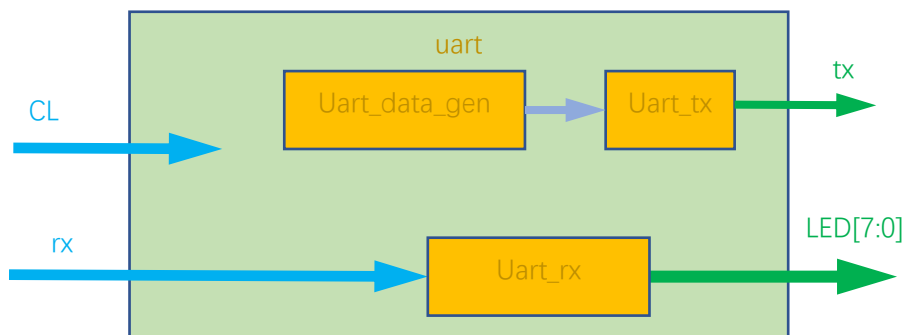 uart
tx
Uart_data_gen
Uart_tx
CL
LED[7:0]
rx
Uart_rx